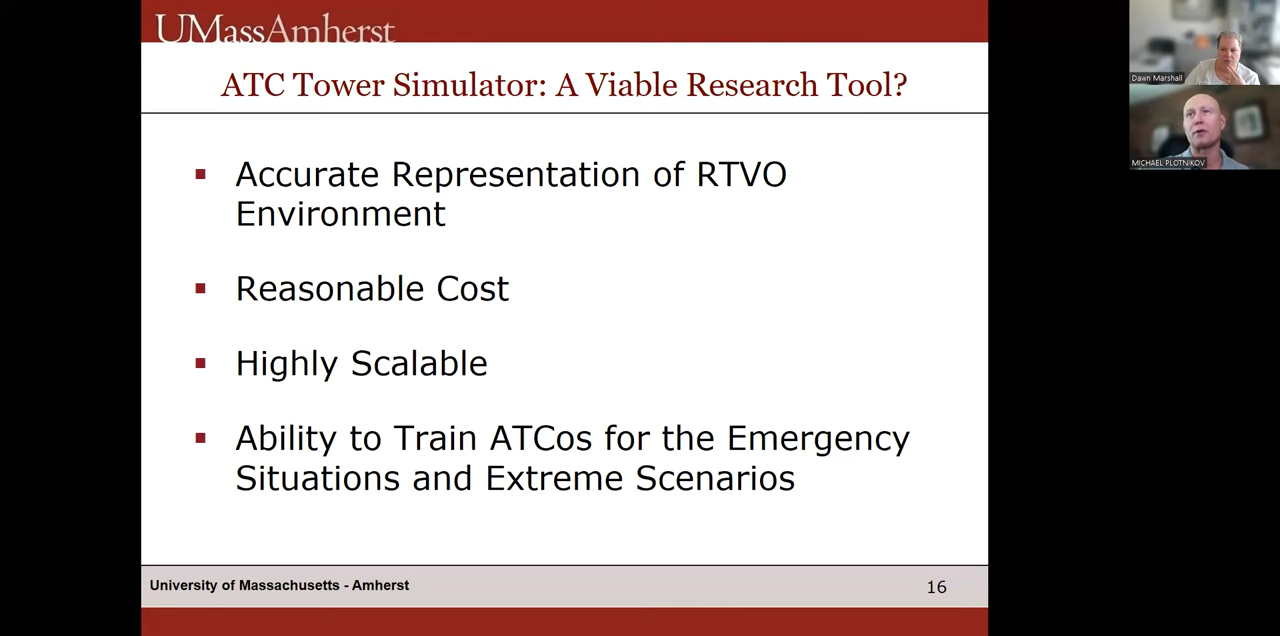 UMassAmherst
ATC Tower Simulator: A Viable Research Tool?
Accurate Representation of RTVO
Environment
Reasonable Cost
Highly Scalable
Ability to Train ATCos for the Emergency
Situations and Extreme Scenarios
University of Massachusetts - Amherst
16
Dawn Marshall
MICHAEL PLOTNIKOV